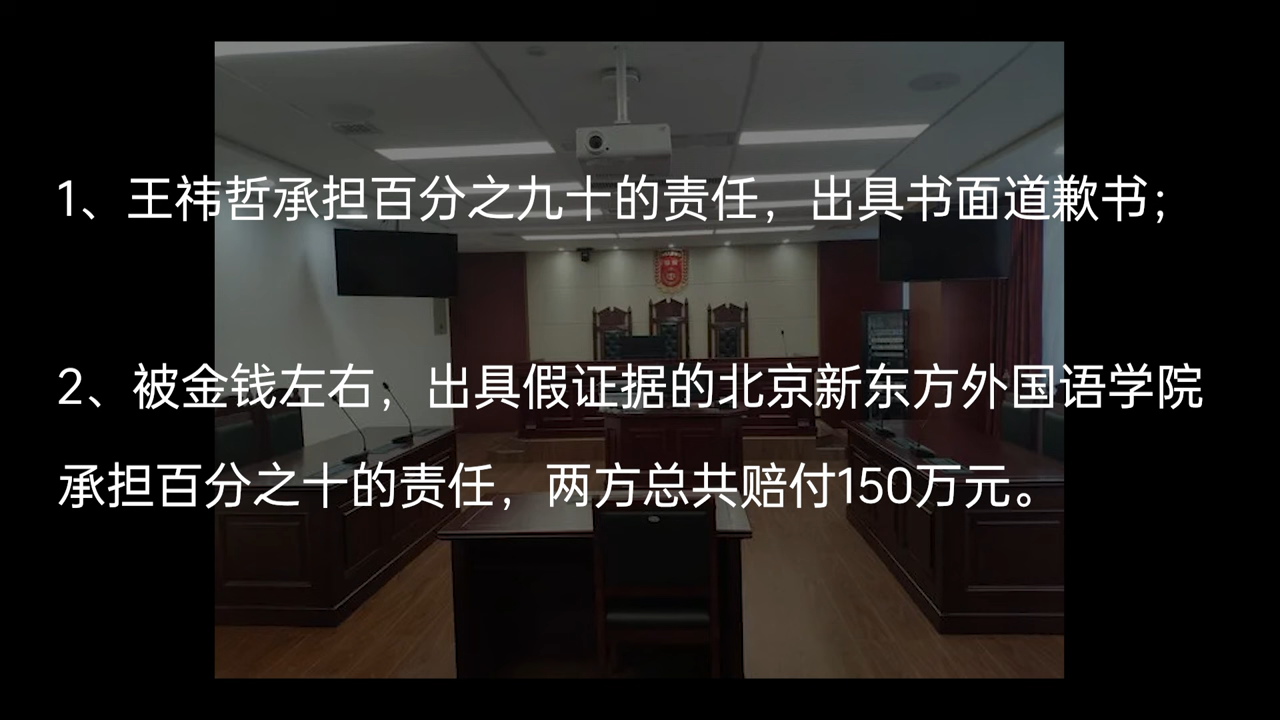 1、王祎哲承担百分之九十的责任，出具书面道歉书；
2、被金钱左右，出具假证据的北京新东方外国语学院
承担百分之十的责任，两方总共赔付150万元。